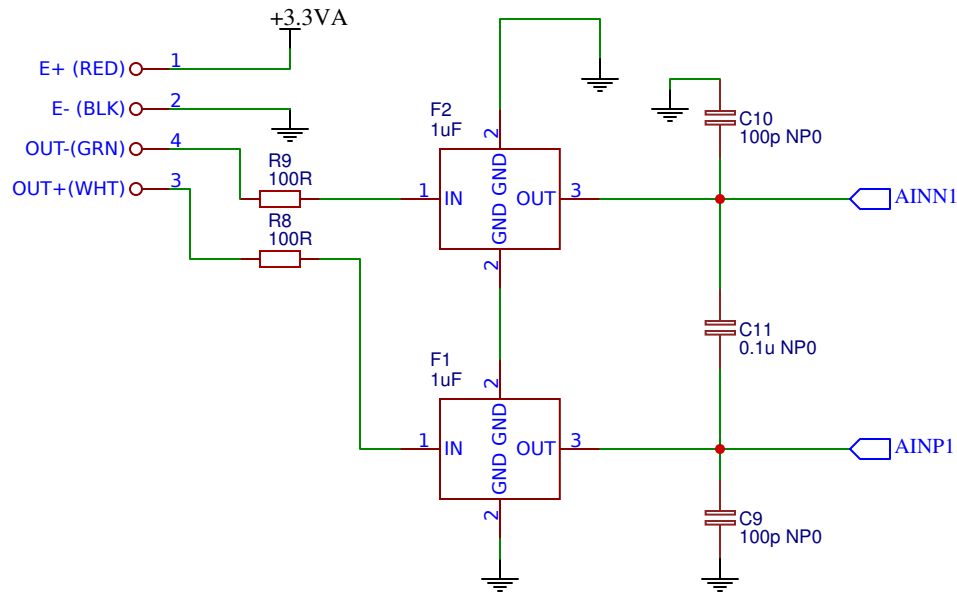 +3.3VA
E+ (RED) 1
E- (BLK) 2
OUT-(GRN) 4
OUT+(WHT) 3
R9
100R
R8
100R
F2
1uF
2
1 IN GND GND OUT 3
2
F1
1uF
2
1 IN GND GND OUT 3
2
C10
100p NP0
AINN1
C11
0.1u NP0
AINP1
C9
100p NP0